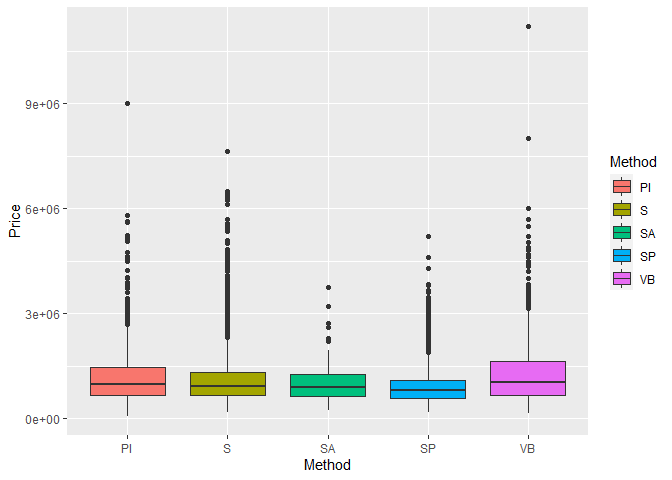 Price
9e+06
6e+06
3e+06
0e+00
PI S SA SP VB
Method
Method
PI
S
SA
SP
VB